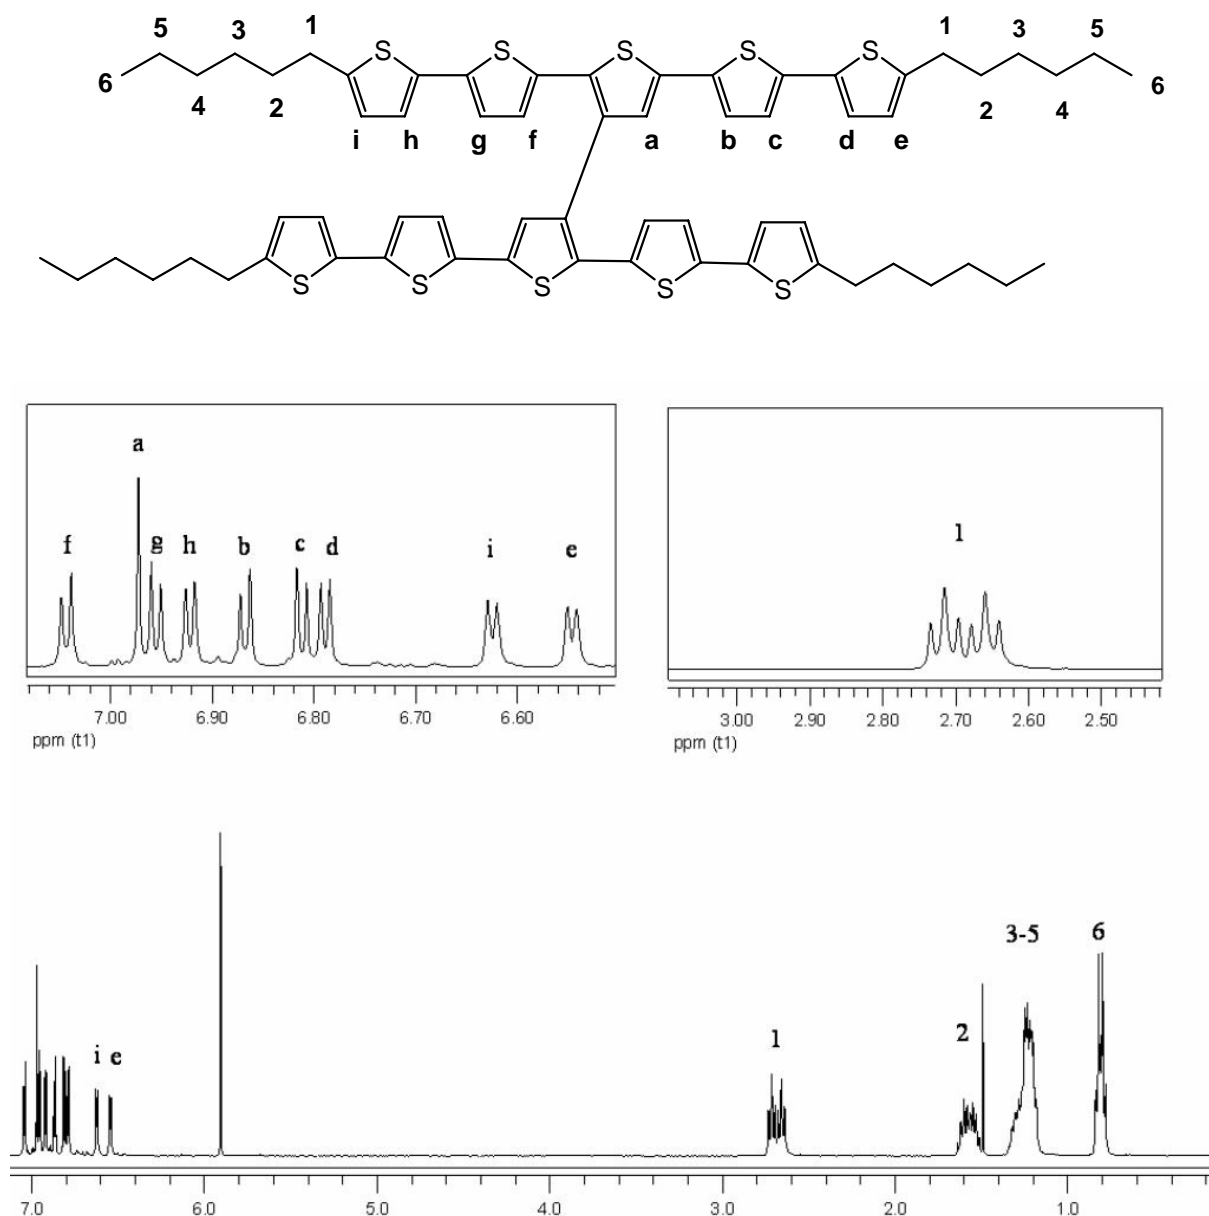 5 3 1 1 3 5
S S S S S
6 4 2 2 4 6
i h g f a b c d e
S S S S S
a
f g h b c d i e
1
7.00 6.90 6.80 6.70 6.60
ppm (t1)
3.00 2.90 2.80 2.70 2.60 2.50
ppm (t1)
3-5 6
i e 1 2
7.0 6.0 5.0 4.0 3.0 2.0 1.0